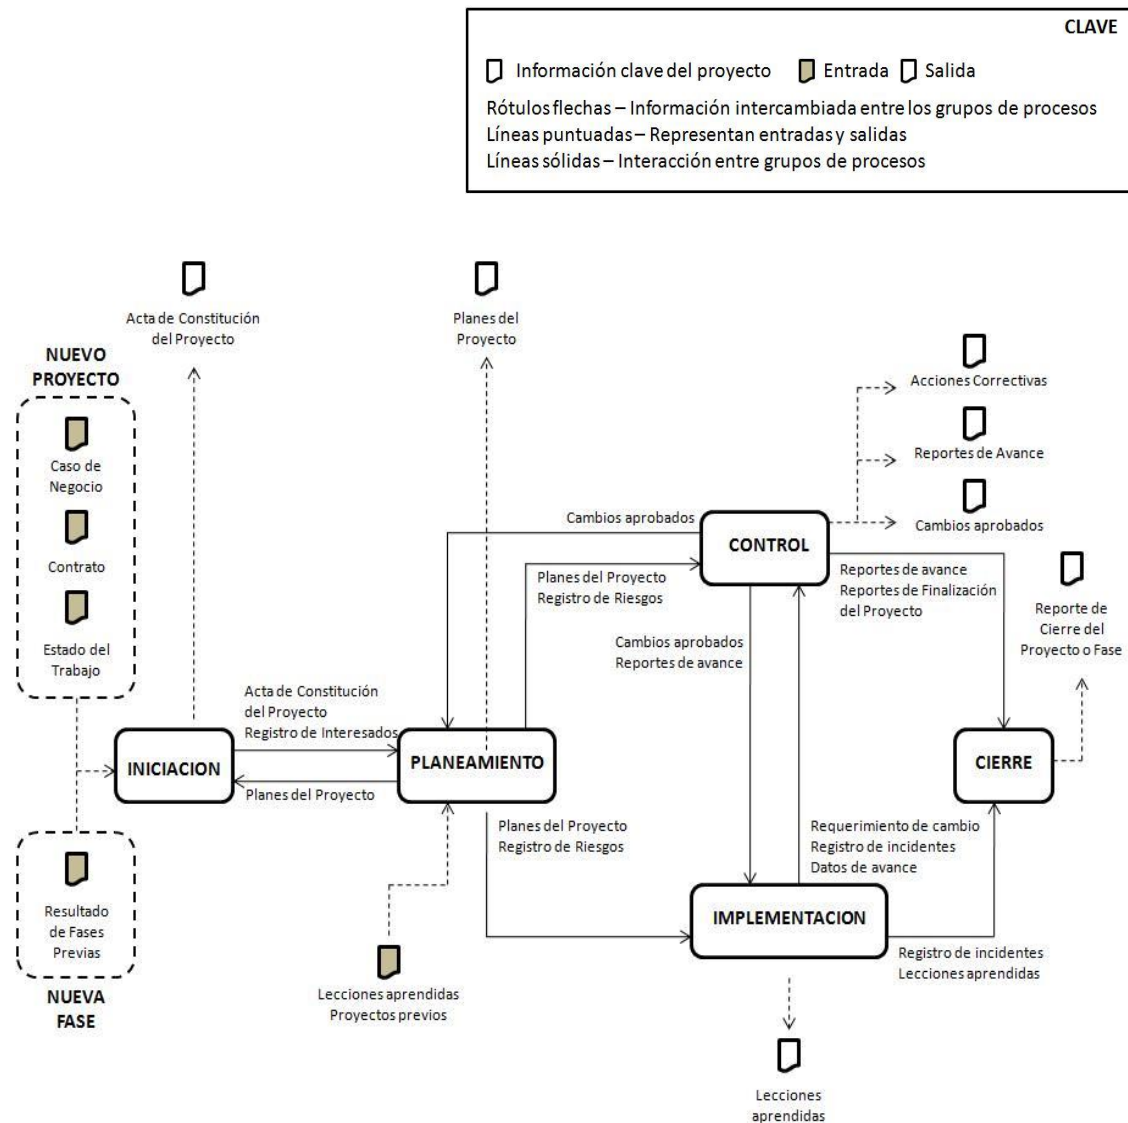 CLAVE
Información clave del proyecto Entrada Salida
Rótulos flechas – Información intercambiada entre los grupos de procesos
Líneas puntuadas – Representan entradas y salidas
Líneas sólidas – Interacción entre grupos de procesos
Acta de Constitución
del Proyecto
Planes del
Proyecto
NUEVO
PROYECTO
Caso de
Negocio
Contrato
Estado del
Trabajo
Acciones Correctivas
Reportes de Avance
Cambios aprobados
Cambios aprobados
CONTROL
Planes del Proyecto
Registro de Riesgos
Reportes de avance
Reportes de Finalización
del Proyecto
Reporte de
Cierre del
Proyecto o Fase
Cambios aprobados
Reportes de avance
Acta de Constitución
del Proyecto
Registro de Interesados
INICIACION
PLANEAMIENTO
CIERRE
Planes del Proyecto
Planes del Proyecto
Registro de Riesgos
Requerimiento de cambio
Registro de incidentes
Datos de avance
IMPLEMENTACION
Resultado
de Fases
Previas
NUEVA
FASE
Lecciones aprendidas
Proyectos previos
Registro de incidentes
Lecciones aprendidas
Lecciones
aprendidas